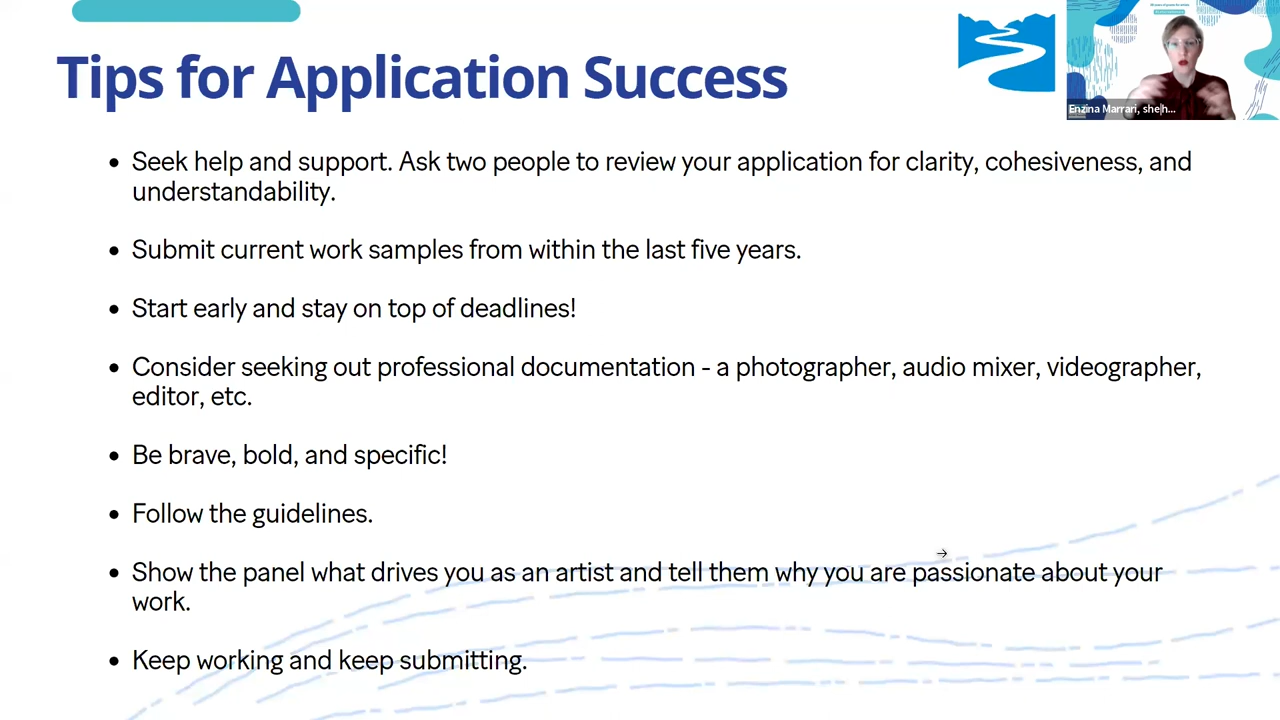 Tips for Application Success
Enzina Marrari, she|h...
• Seek help and support. Ask two people to review your application for clarity, cohesiveness, and
understandability.
• Submit current work samples from within the last five years.
• Start early and stay on top of deadlines!
• Consider seeking out professional documentation - a photographer, audio mixer, videographer,
editor, etc.
• Be brave, bold, and specific!
• Follow the guidelines.
• Show the panel what drives you as an artist and tell them why you are passionate about your
work.
• Keep working and keep submitting.